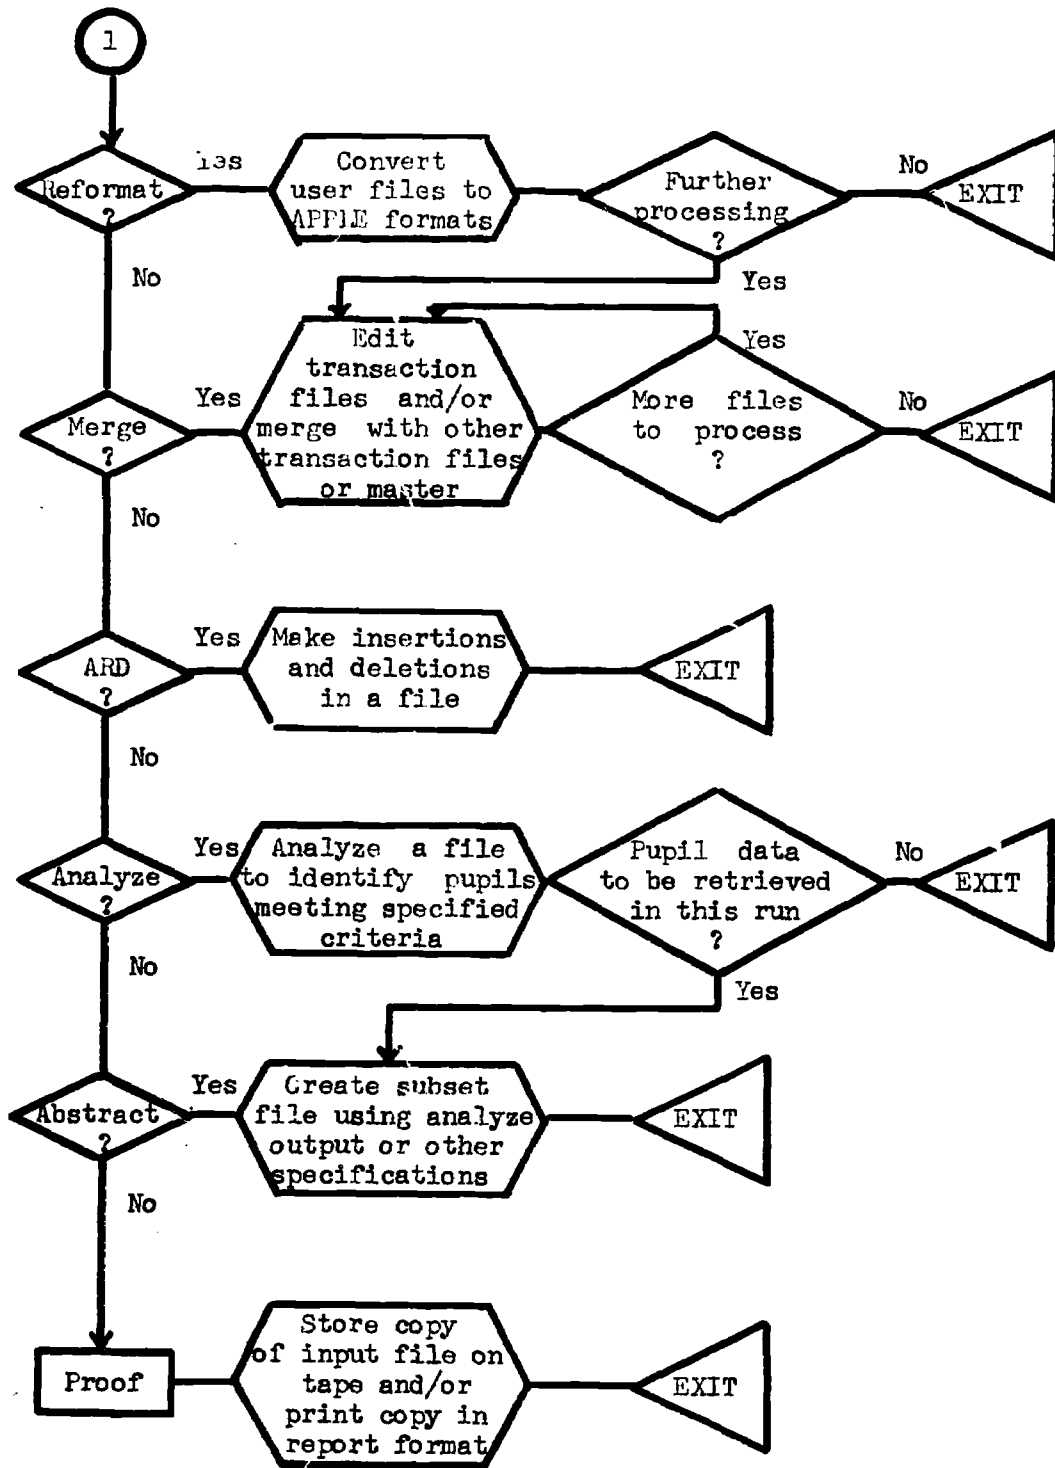 1
Reformat
?
Yes
Convert
user files to
APPLE formats
Further
processing
?
No
EXIT
No
Yes
Merge
?
Yes
Edit
transaction
files and/or
merge with other
transaction files
or master
Yes
More files
to process
?
No
EXIT
No
ARD
?
Yes
Make insertions
and deletions
in a file
EXIT
No
Analyze
?
Yes
Analyze a file
to identify pupils
meeting specified
criteria
Pupil data
to be retrieved
in this run
?
No
EXIT
No
Yes
Abstract
?
Yes
Create subset
file using analyze
output or other
specifications
EXIT
No
Proof
Store copy
of input file on
tape and/or
print copy in
report format
EXIT